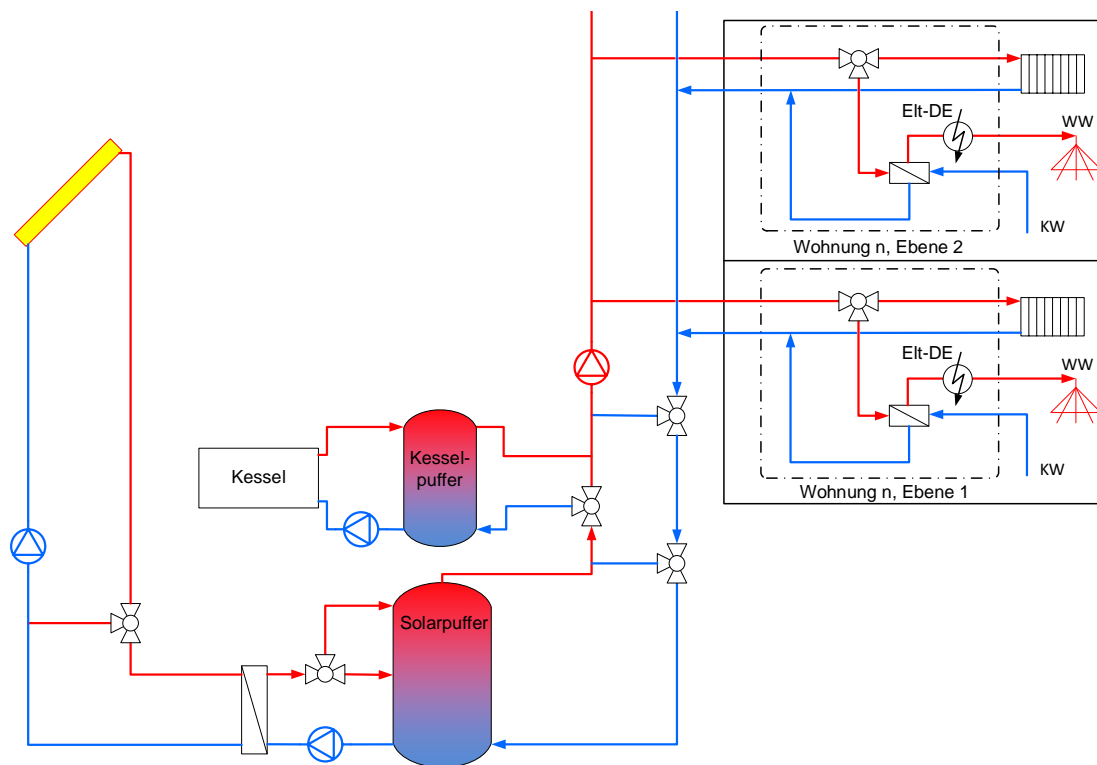 Elt-DE
WW
KW
Wohnung n, Ebene 2
Elt-DE
WW
KW
Wohnung n, Ebene 1
Kessel
Kessel-
puffer
Solarpuffer